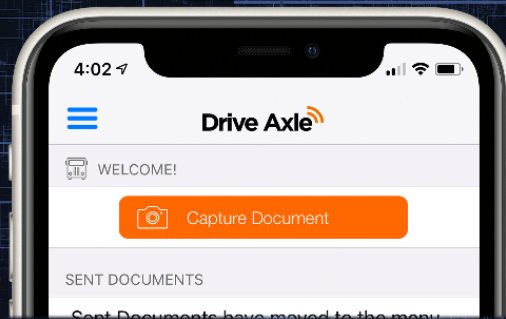 4:02
Drive Axle
WELCOME!
Capture Document
SENT DOCUMENTS
Sent Documents have moved to the menu